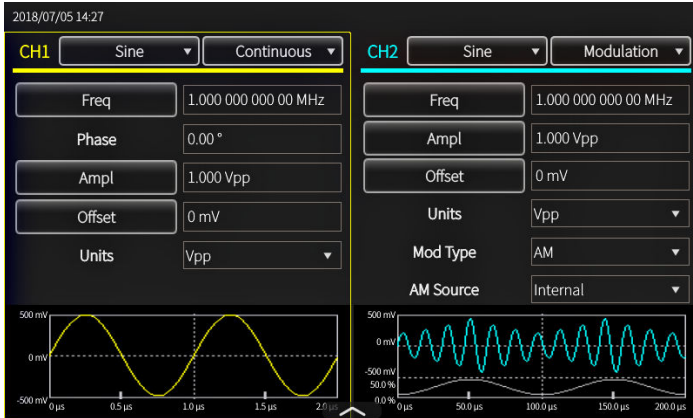 2018/07/05 14:27
CH1 Sine Continuous
Freq 1.000 000 000 00 MHz
Phase 0.00 °
Ampl 1.000 Vpp
Offset 0 mV
Units Vpp
500 mV
0 mV
-500 mV
0 µs 0.5 µs 1.0 µs 1.5 µs 2.0 µs
CH2 Sine Modulation
Freq 1.000 000 000 00 MHz
Ampl 1.000 Vpp
Offset 0 mV
Units Vpp
Mod Type AM
AM Source Internal
500 mV
0 mV
-500 mV
50.0 %
0.0 %
0 µs 50.0 µs 100.0 µs 150.0 µs 200.0 µs